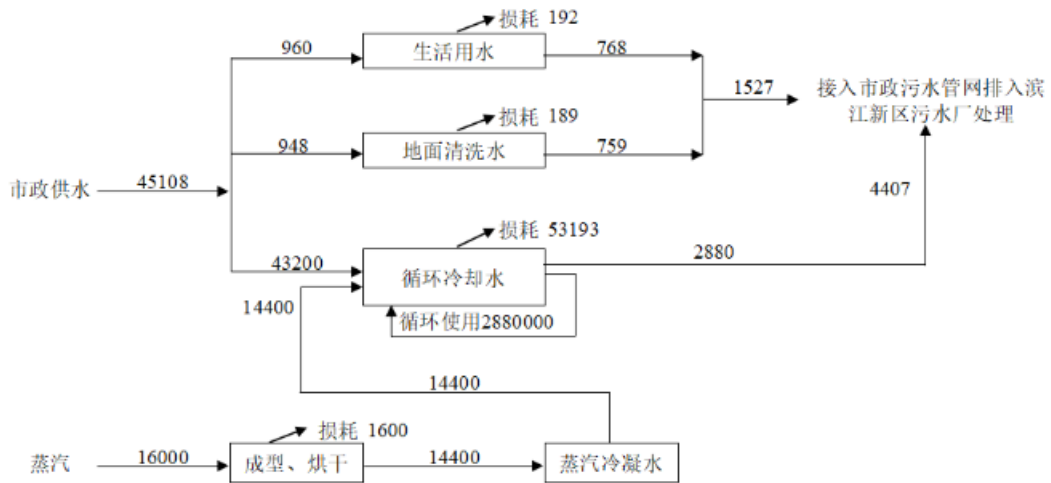 损耗 192
960
生活用水
768
1527
接入市政污水管网排入滨
江新区污水厂处理
损耗 189
948
地面清洗水
759
市政供水
45108
4407
损耗 53193
43200
循环冷却水
2880
14400
循环使用2880000
14400
损耗 1600
蒸汽
16000
成型、烘干
14400
蒸汽冷凝水